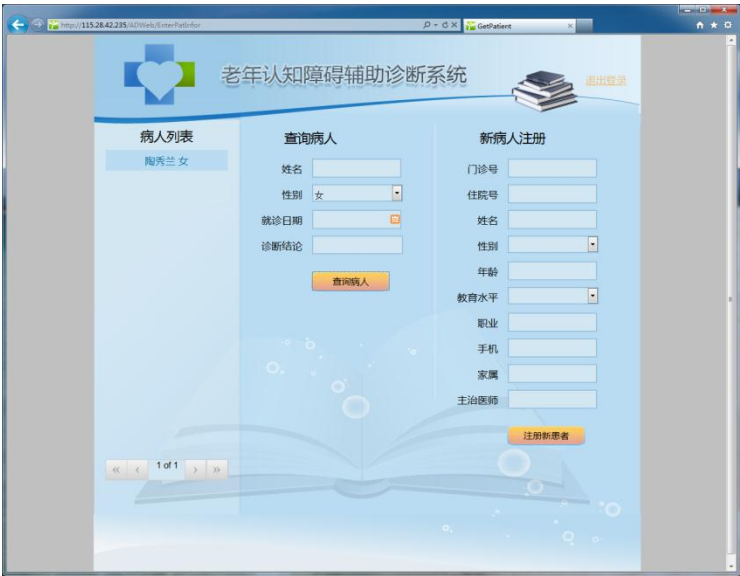 http://115.28.42.235/ADWeb/EnterPatInfor
GetPatient
老年认知障碍辅助诊断系统
退出登录
病人列表
陶秀兰 女
1 of 1
查询病人
姓名
性别 女
就诊日期
诊断结论
查询病人
新病人注册
门诊号
住院号
姓名
性别
年龄
教育水平
职业
手机
家属
主治医师
注册新患者